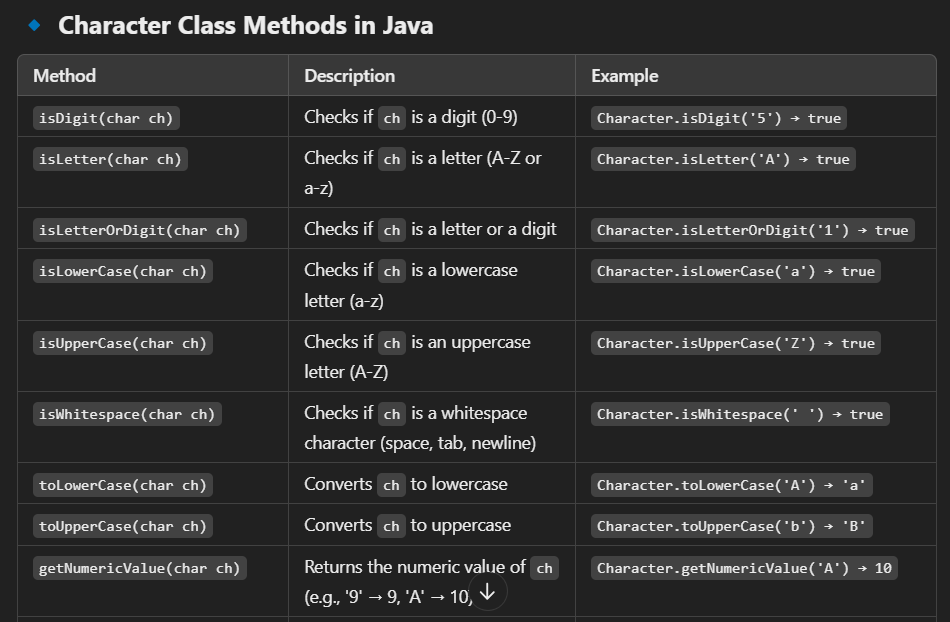 Character Class Methods in Java
Method Description Example
isDigit(char ch) Checks if ch is a digit (0-9) Character.isDigit('5') → true
isLetter(char ch) Checks if ch is a letter (A-Z or Character.isLetter('A') → true
a-z)
isLetterOrDigit(char ch) Checks if ch is a letter or a digit Character.isLetterOrDigit('1') → true
isLowerCase(char ch) Checks if ch is a lowercase Character.isLowerCase('a') → true
letter (a-z)
isUpperCase(char ch) Checks if ch is an uppercase Character.isUpperCase('Z') → true
letter (A-Z)
isWhitespace(char ch) Checks if ch is a whitespace Character.isWhitespace(' ') → true
character (space, tab, newline)
toLowerCase(char ch) Converts ch to lowercase Character.toLowerCase('A') → 'a'
toUpperCase(char ch) Converts ch to uppercase Character.toUpperCase('b') → 'B'
getNumericValue(char ch) Returns the numeric value of ch Character.getNumericValue('A') → 10
(e.g., '9' → 9, 'A' → 10)